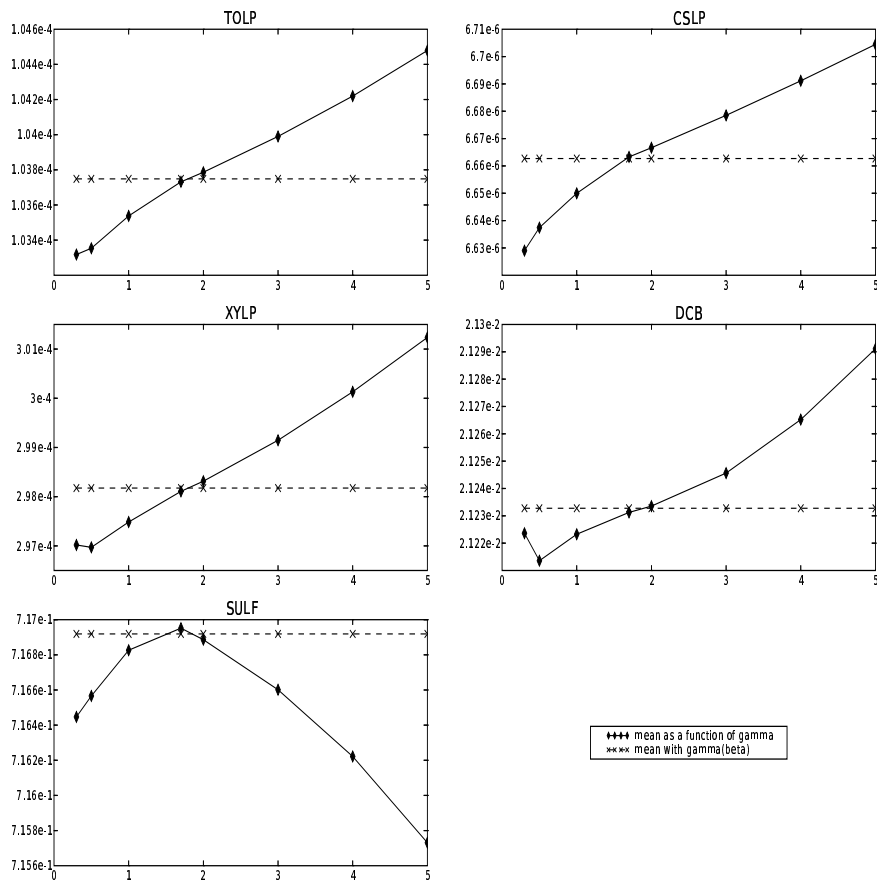 TOLP
1.046e-4
1.044e-4
1.042e-4
1.04e-4
1.038e-4
1.036e-4
1.034e-4
0 1 2 3 4 5
CSLP
6.71e-6
6.7e-6
6.69e-6
6.68e-6
6.67e-6
6.66e-6
6.65e-6
6.64e-6
6.63e-6
0 1 2 3 4 5
XYLP
3.01e-4
3e-4
2.99e-4
2.98e-4
2.97e-4
0 1 2 3 4 5
DCB
2.13e-2
2.129e-2
2.128e-2
2.127e-2
2.126e-2
2.125e-2
2.124e-2
2.123e-2
2.122e-2
0 1 2 3 4 5
SULF
7.17e-1
7.168e-1
7.166e-1
7.164e-1
7.162e-1
7.16e-1
7.158e-1
7.156e-1
0 1 2 3 4 5
mean as a function of gamma
mean with gamma(beta)